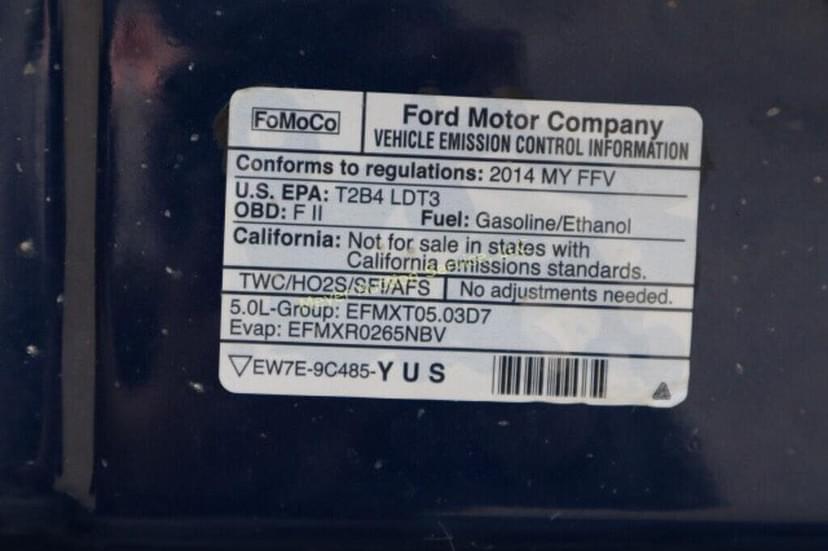 FoMoCo
Ford Motor Company
VEHICLE EMISSION CONTROL INFORMATION
Conforms to regulations: 2014 MY FFV
U.S. EPA: T2B4 LDT3
OBD: F II Fuel: Gasoline/Ethanol
California: Not for sale in states with
California emissions standards.
TWC/HO2S/SFI/AFS No adjustments needed.
5.0L-Group: EFMXT05.03D7
Evap: EFMXR0265NBV
EW7E-9C485-YUS